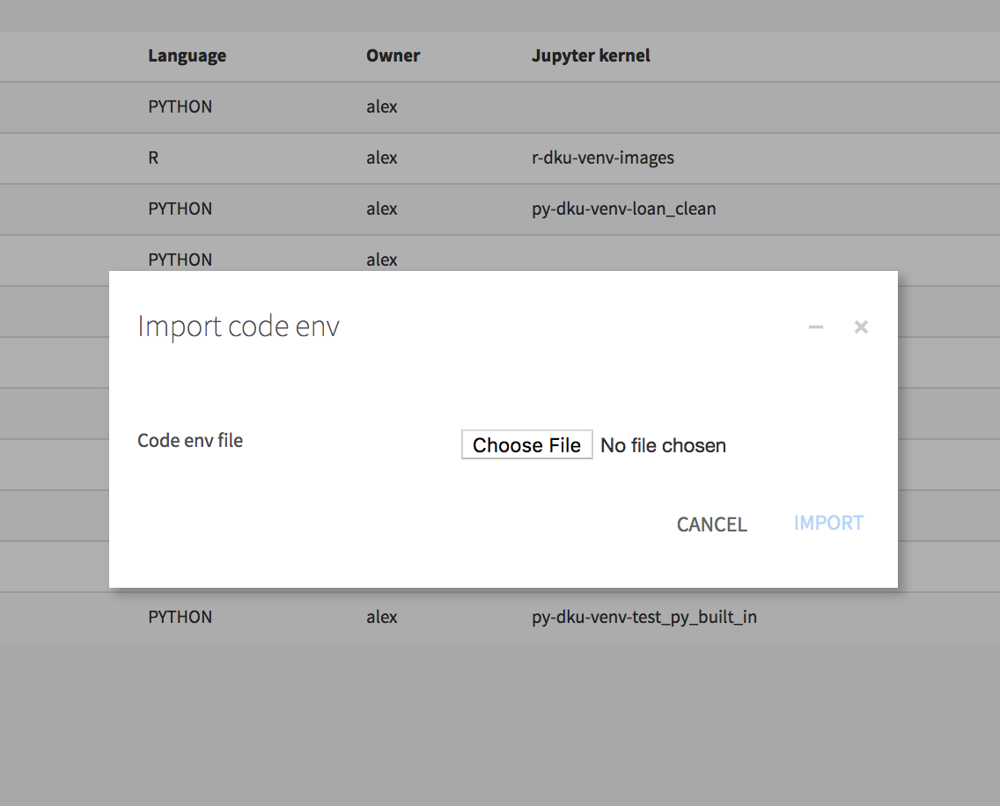 Language Owner Jupyter kernel
PYTHON alex
R alex r-dku-venv-images
PYTHON alex py-dku-venv-loan_clean
PYTHON alex
Import code env
Code env file Choose File No file chosen
CANCEL IMPORT
PYTHON alex py-dku-venv-test_py_built_in